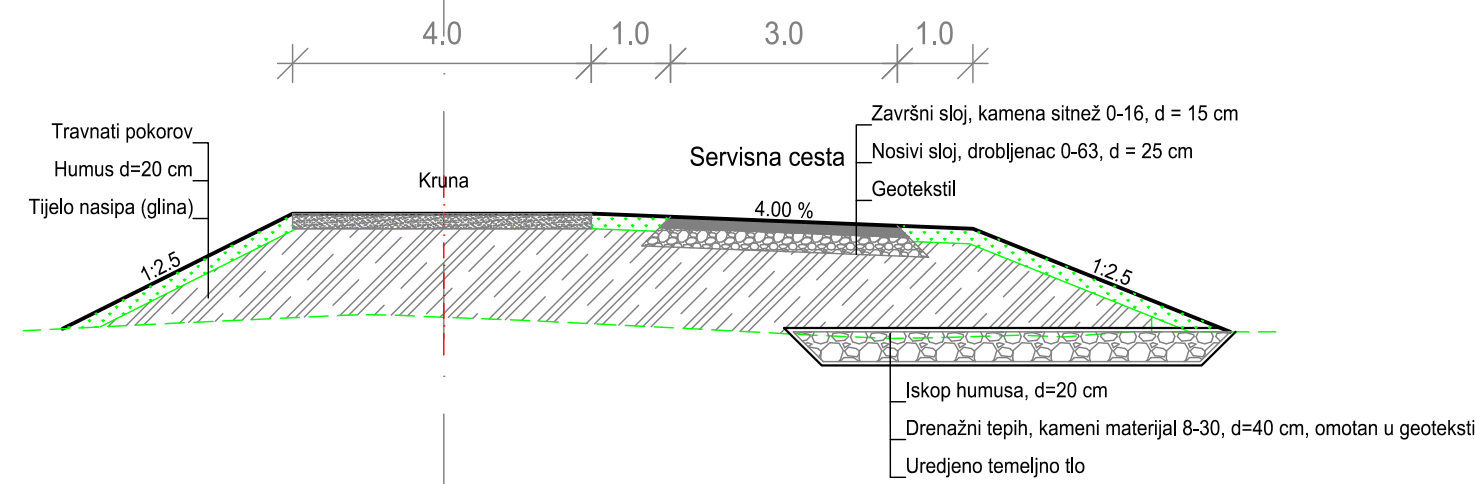 4.0 1.0 3.0 1.0
Travnati pokorov
Humus d=20 cm
Tijelo nasipa (glina)
Kruna
Servisna cesta
Završni sloj, kamena sitnež 0-16, d = 15 cm
Nosivi sloj, drobljenac 0-63, d = 25 cm
Geotekstil
4.00 %
1:2.5
1:2.5
Iskop humusa, d=20 cm
Drenažni tepih, kameni materijal 8-30, d=40 cm, omotan u geoteksti
Uredjeno temeljno tlo